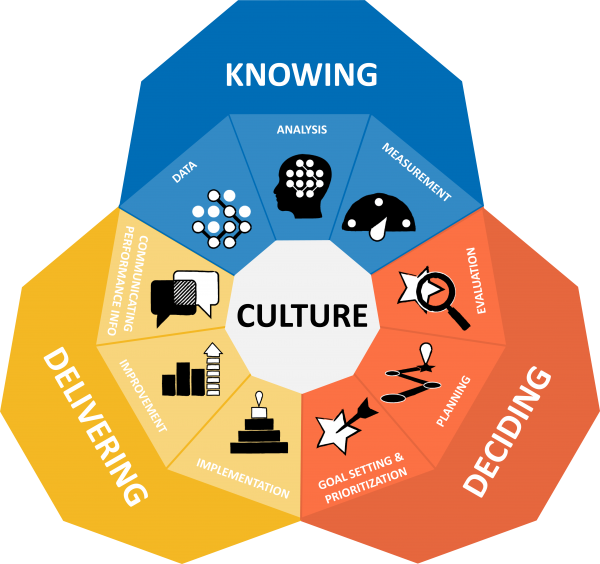 KNOWING
ANALYSIS
DATA
MEASUREMENT
COMMUNICATING
PERFORMANCE INFO
EVALUATION
CULTURE
IMPROVEMENT
PLANNING
IMPLEMENTATION
GOAL SETTING &
PRIORITIZATION
DELIVERING
DECIDING